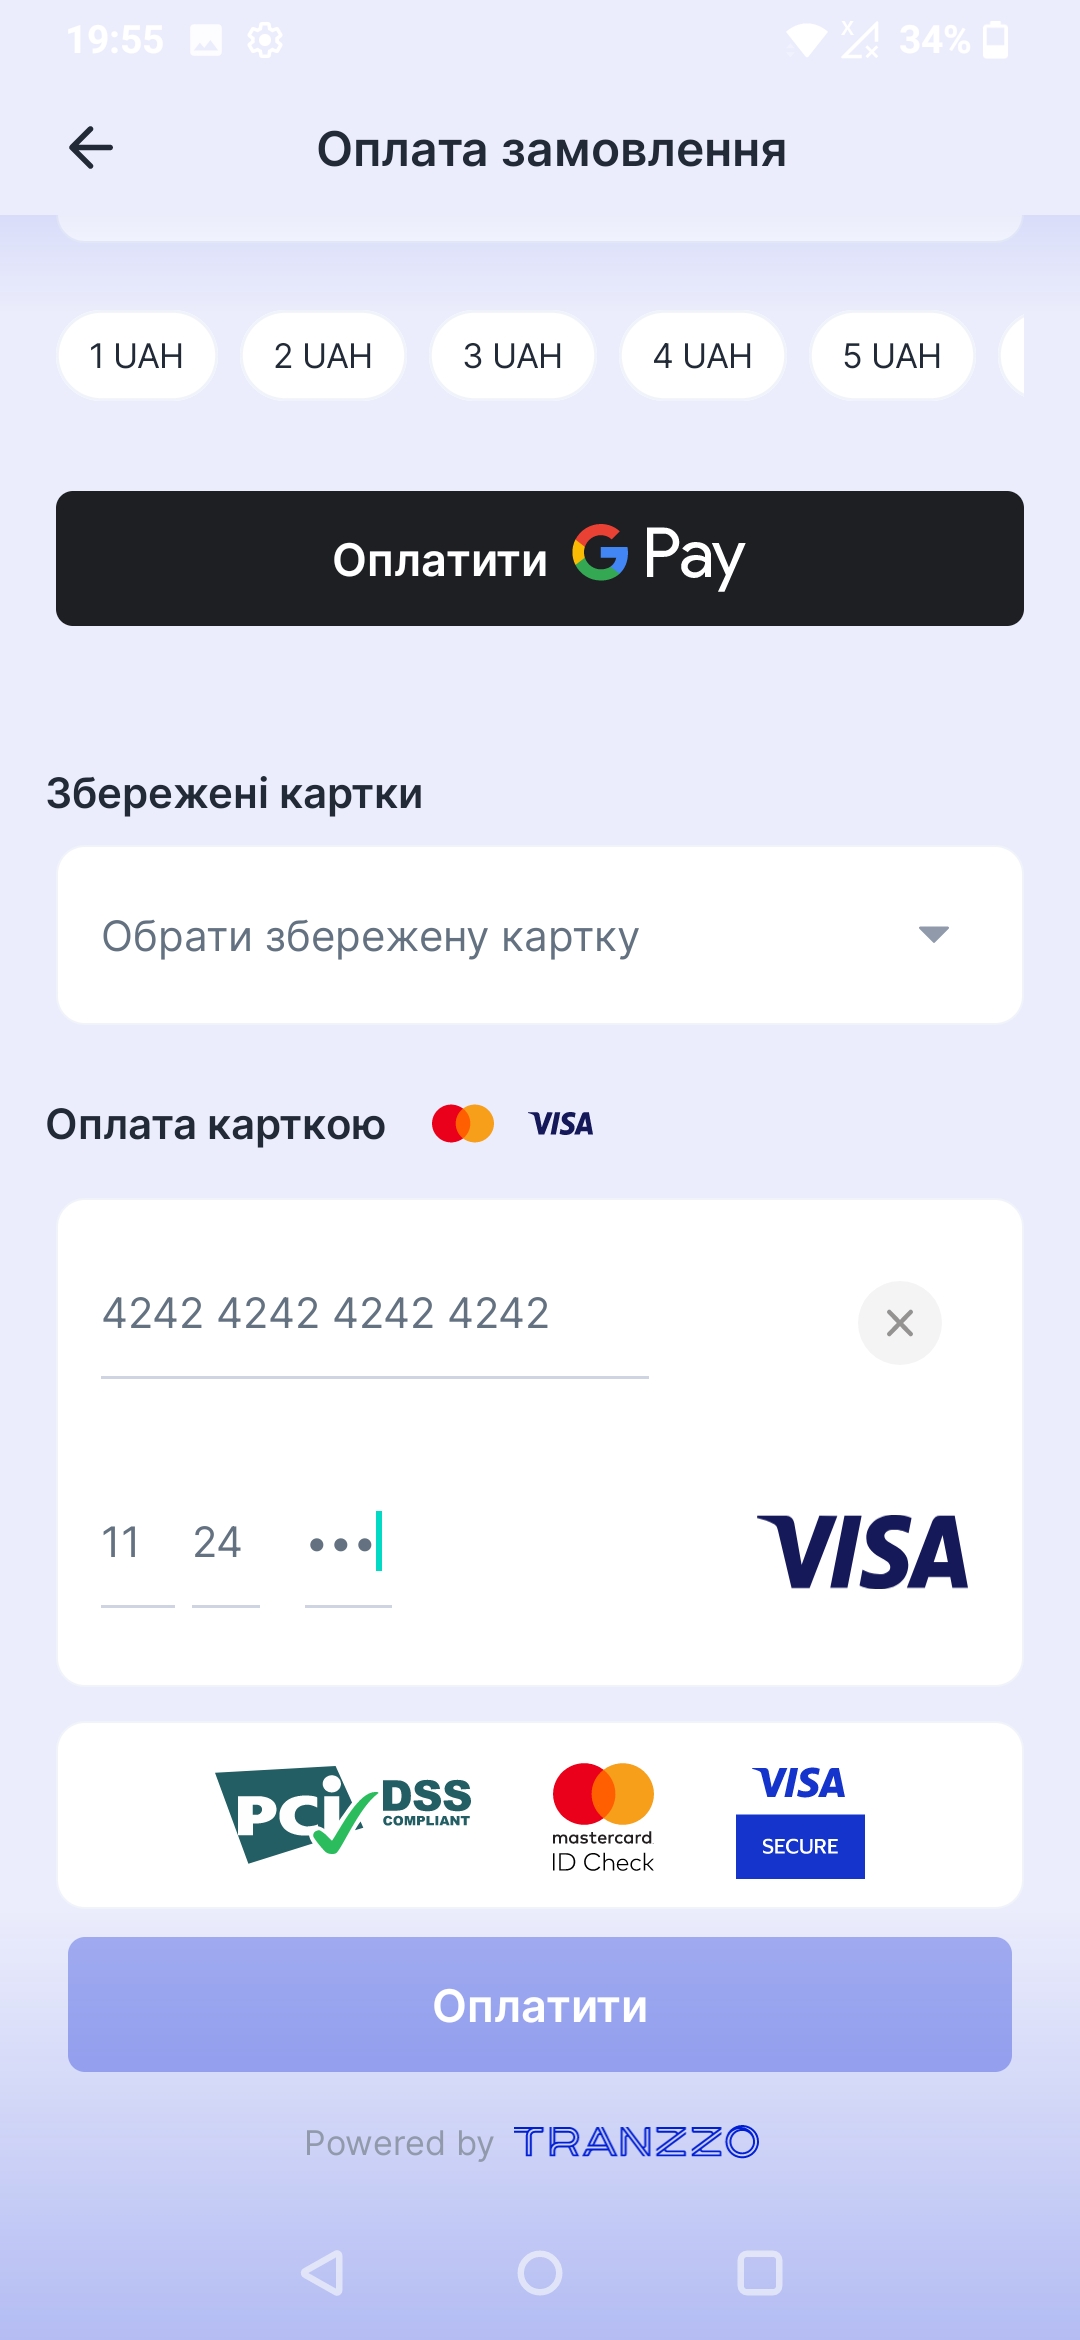 19:55 34%
Оплата замовлення
1 UAH 2 UAH 3 UAH 4 UAH 5 UAH
Оплатити G Pay
Збережені картки
Обрати збережену картку
Оплата карткою VISA
4242 4242 4242 4242
11 24 •••
VISA
PCi DSS COMPLIANT
mastercard ID Check
VISA SECURE
Оплатити
Powered by TRANZZO